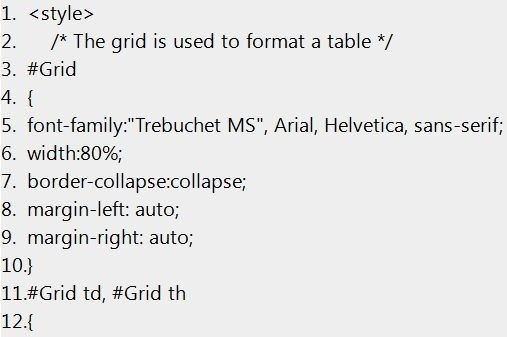 1. <style>
2. /* The grid is used to format a table */
3. #Grid
4. {
5. font-family:"Trebuchet MS", Arial, Helvetica, sans-serif;
6. width:80%;
7. border-collapse:collapse;
8. margin-left: auto;
9. margin-right: auto;
10.}
11.#Grid td, #Grid th
12.{